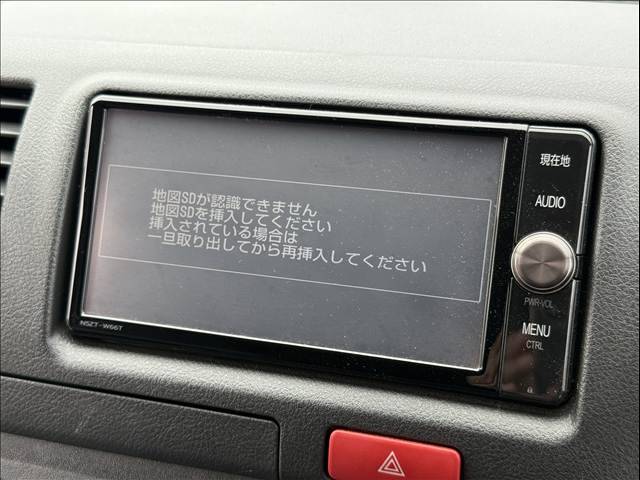 地図SDが認識できません
地図SDを挿入してください
挿入されている場合は
一旦取り出してから再挿入してください
現在地
AUDIO
PWR-VOL
MENU
CTRL
NSZT-W66T